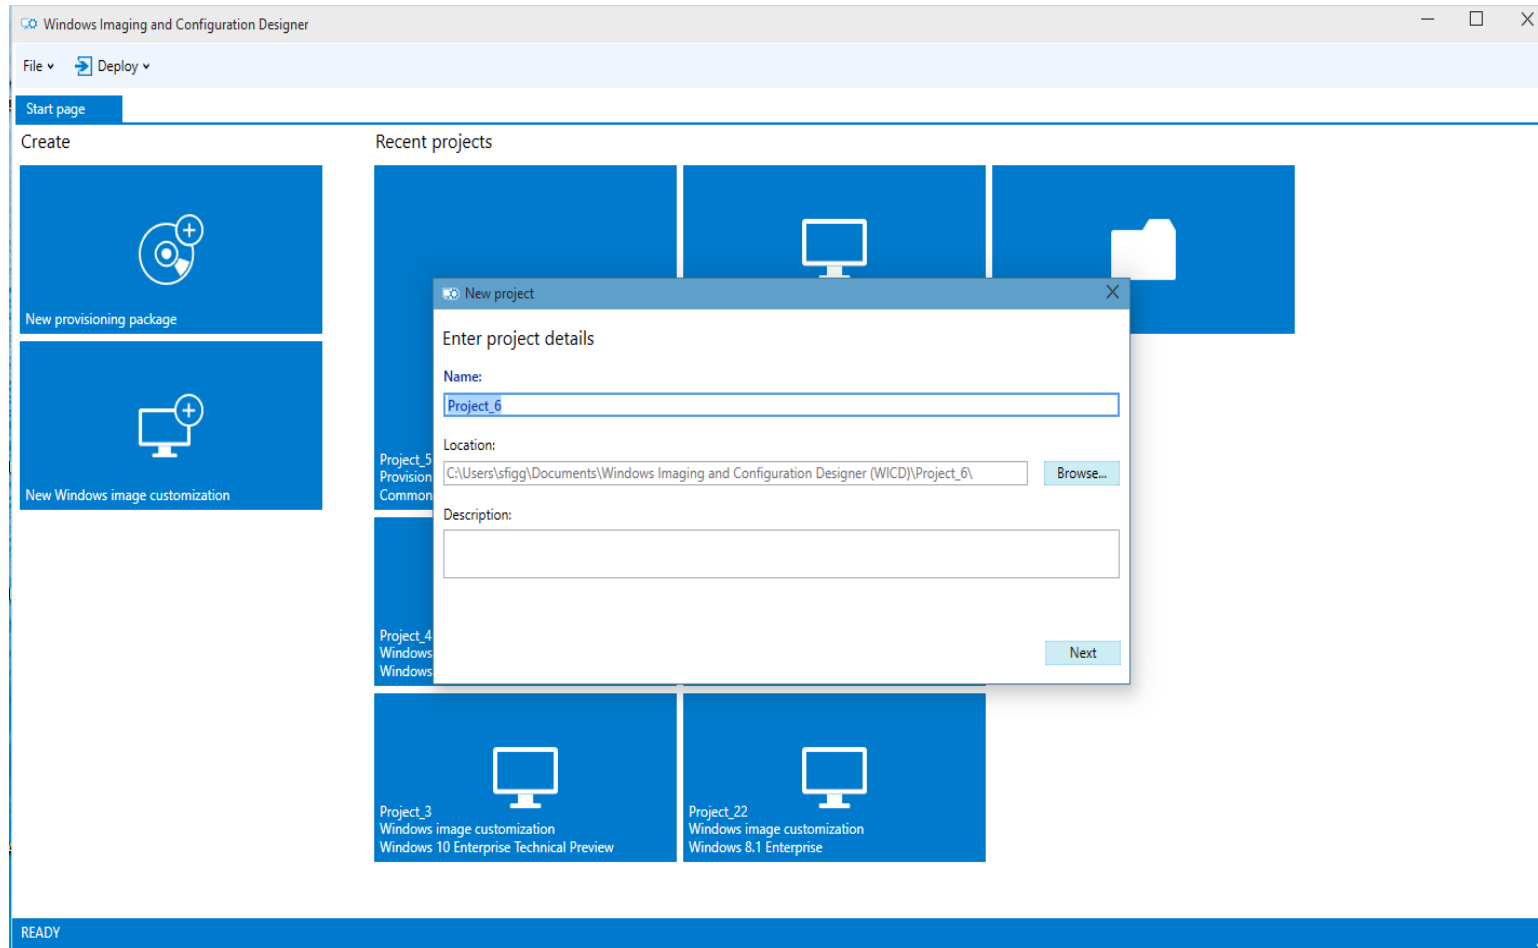 Windows Imaging and Configuration Designer
File
Deploy
Start page
Create
Recent projects
New provisioning package
New Windows image customization
New project
Enter project details
Name:
Project_6
Location:
C:\Users\sfigg\Documents\Windows Imaging and Configuration Designer (WICD)\Project_6\
Browse...
Description:
Next
Project_5
Provision
Common
Project_4
Windows
Windows
Project_3
Windows image customization
Windows 10 Enterprise Technical Preview
Project_22
Windows image customization
Windows 8.1 Enterprise
READY